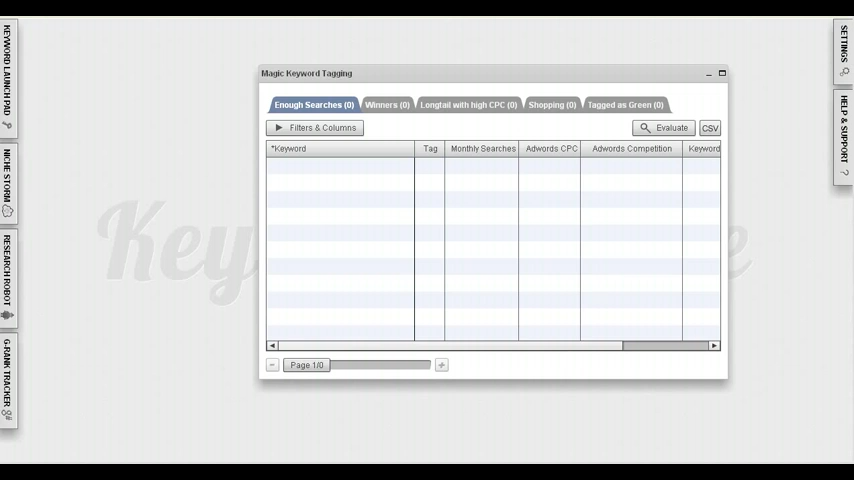 KEYWORD LAUNCH PAD
NICHE STORM
RESEARCH ROBOT
G-RANK TRACKER
SETTINGS
HELP & SUPPORT
Magic Keyword Tagging
Enough Searches (0) Winners (0) Longtail with high CPC (0) Shopping (0) Tagged as Green (0)
Filters & Columns Evaluate CSV
*Keyword Tag Monthly Searches Adwords CPC Adwords Competition Keyword
Key e
Page 1/0